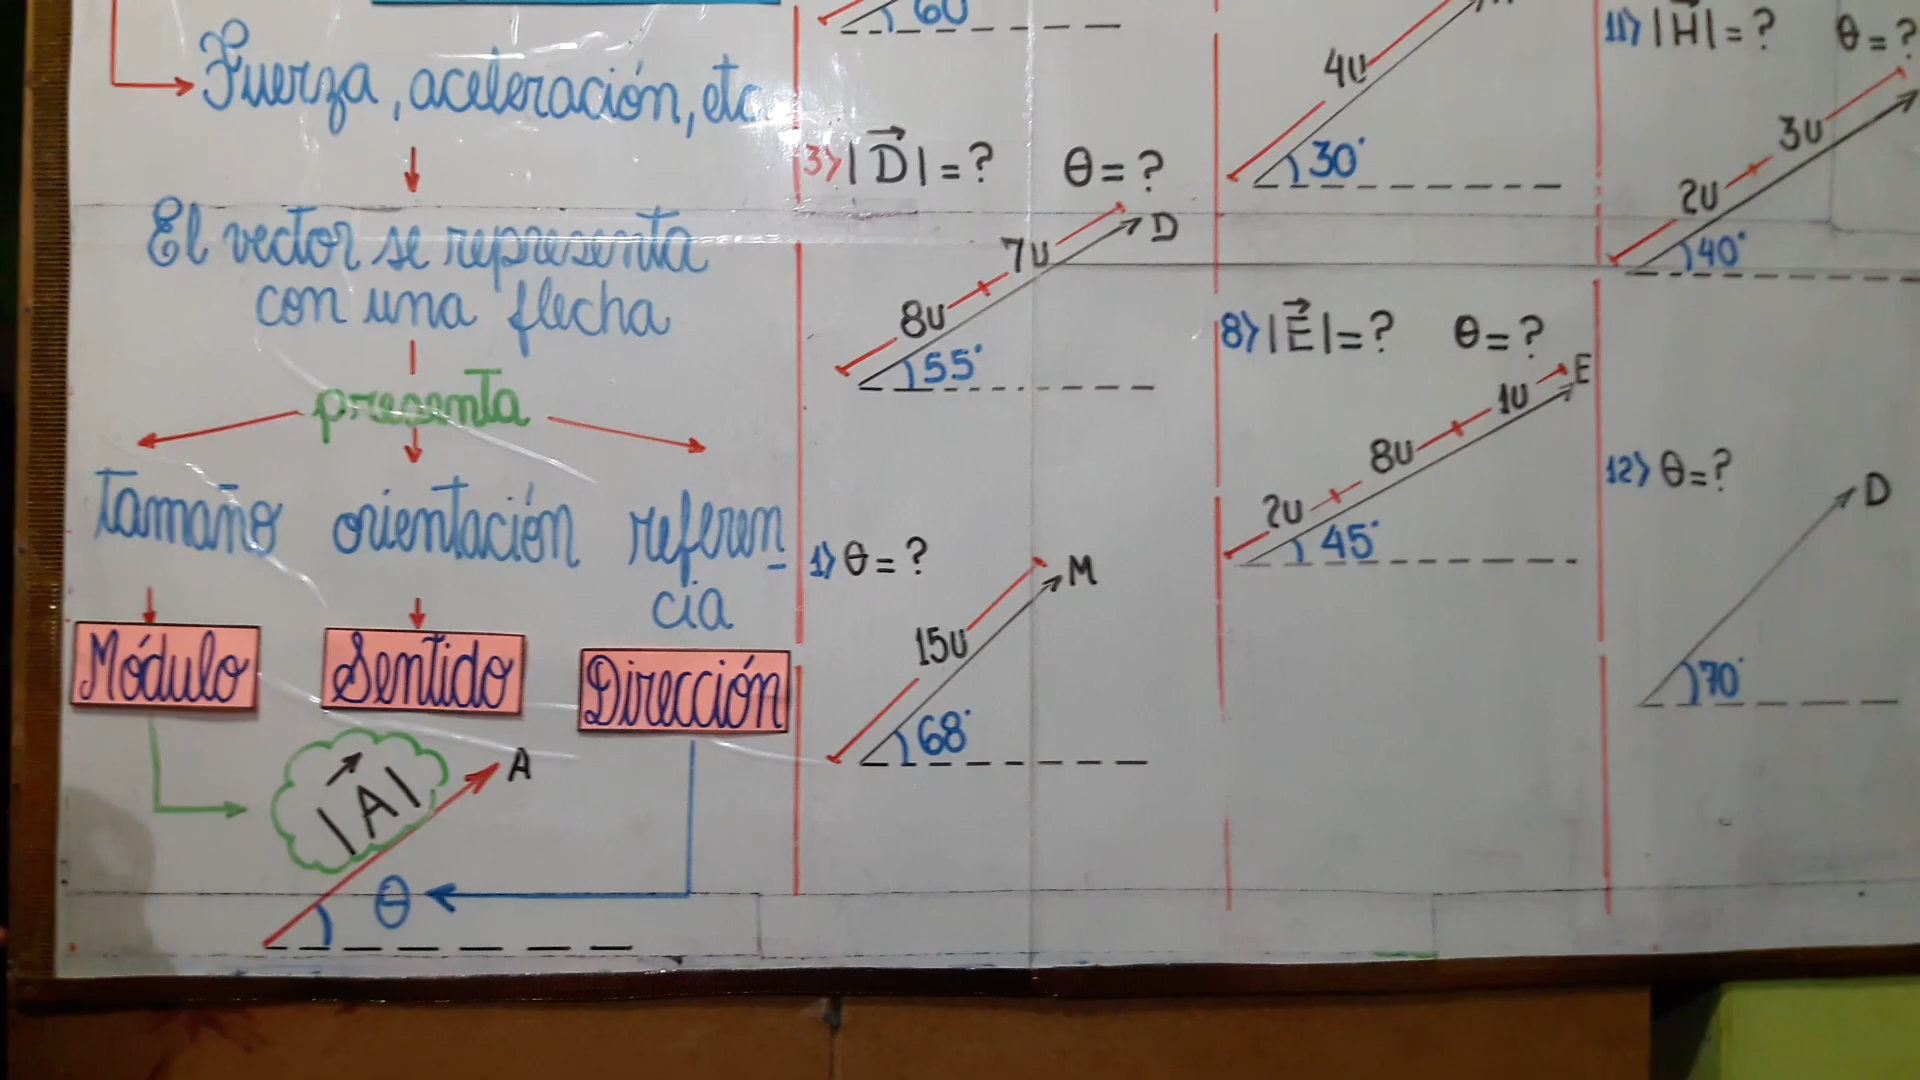 Fuerza, aceleración, etc
El vector se representa
con una flecha
presenta
tamaño orientación referen_
cia
Módulo Sentido Dirección
|A| A
θ
60
3> |D| = ? θ = ?
7u D
8u
55°
1> θ = ?
M
15u
68°
4u
30°
8> |E| = ? θ = ?
E
1u
8u
2u
45°
11> |H| = ? θ = ?
3u
2u
40°
12> θ = ?
D
70°